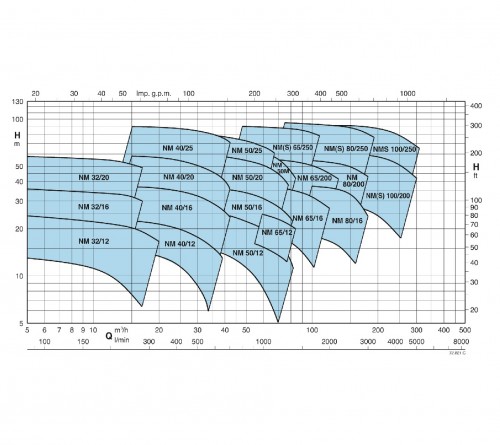 20 30 40 50 Imp. g.p.m. 100 200 300 400 500 1000
130
100
H
m
50
40
30
20
10
5
400
300
200
H
ft
100
90
80
70
60
50
40
30
20
NM 40/25
NM 50/25
NM(S) 65/250
NM(S) 80/250
NMS 100/250
NM 32/20
NM 40/20
NM 50/20
NM 65/200
NM
80/200
NM(S) 100/200
NM 32/16
NM 40/16
NM 50/16
NM 65/16
NM 80/16
NM 32/12
NM 40/12
NM 50/12
NM 65/12
5 6 7 8 9 10 m³/h 20 30 40 50 100 200 300 400 500
Q
100 150 l/min 300 400 500 1000 2000 3000 4000 5000 8000